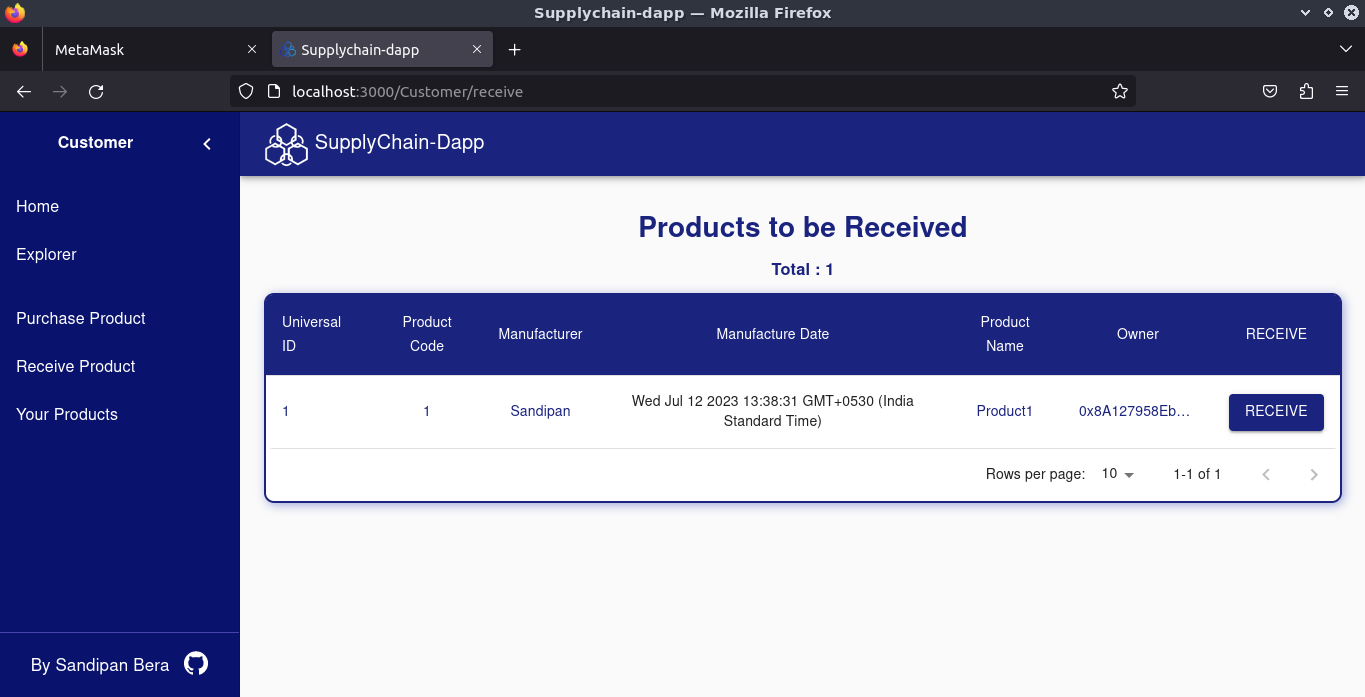 Supplychain-dapp — Mozilla Firefox
MetaMask
Supplychain-dapp
localhost:3000/Customer/receive
Customer
SupplyChain-Dapp
Home
Explorer
Purchase Product
Receive Product
Your Products
By Sandipan Bera
Products to be Received
Total : 1
Universal
ID
Product
Code
Manufacturer
Manufacture Date
Product
Name
Owner
RECEIVE
1
1
Sandipan
Wed Jul 12 2023 13:38:31 GMT+0530 (India
Standard Time)
Product1
0x8A127958Eb...
RECEIVE
Rows per page:
10
1-1 of 1